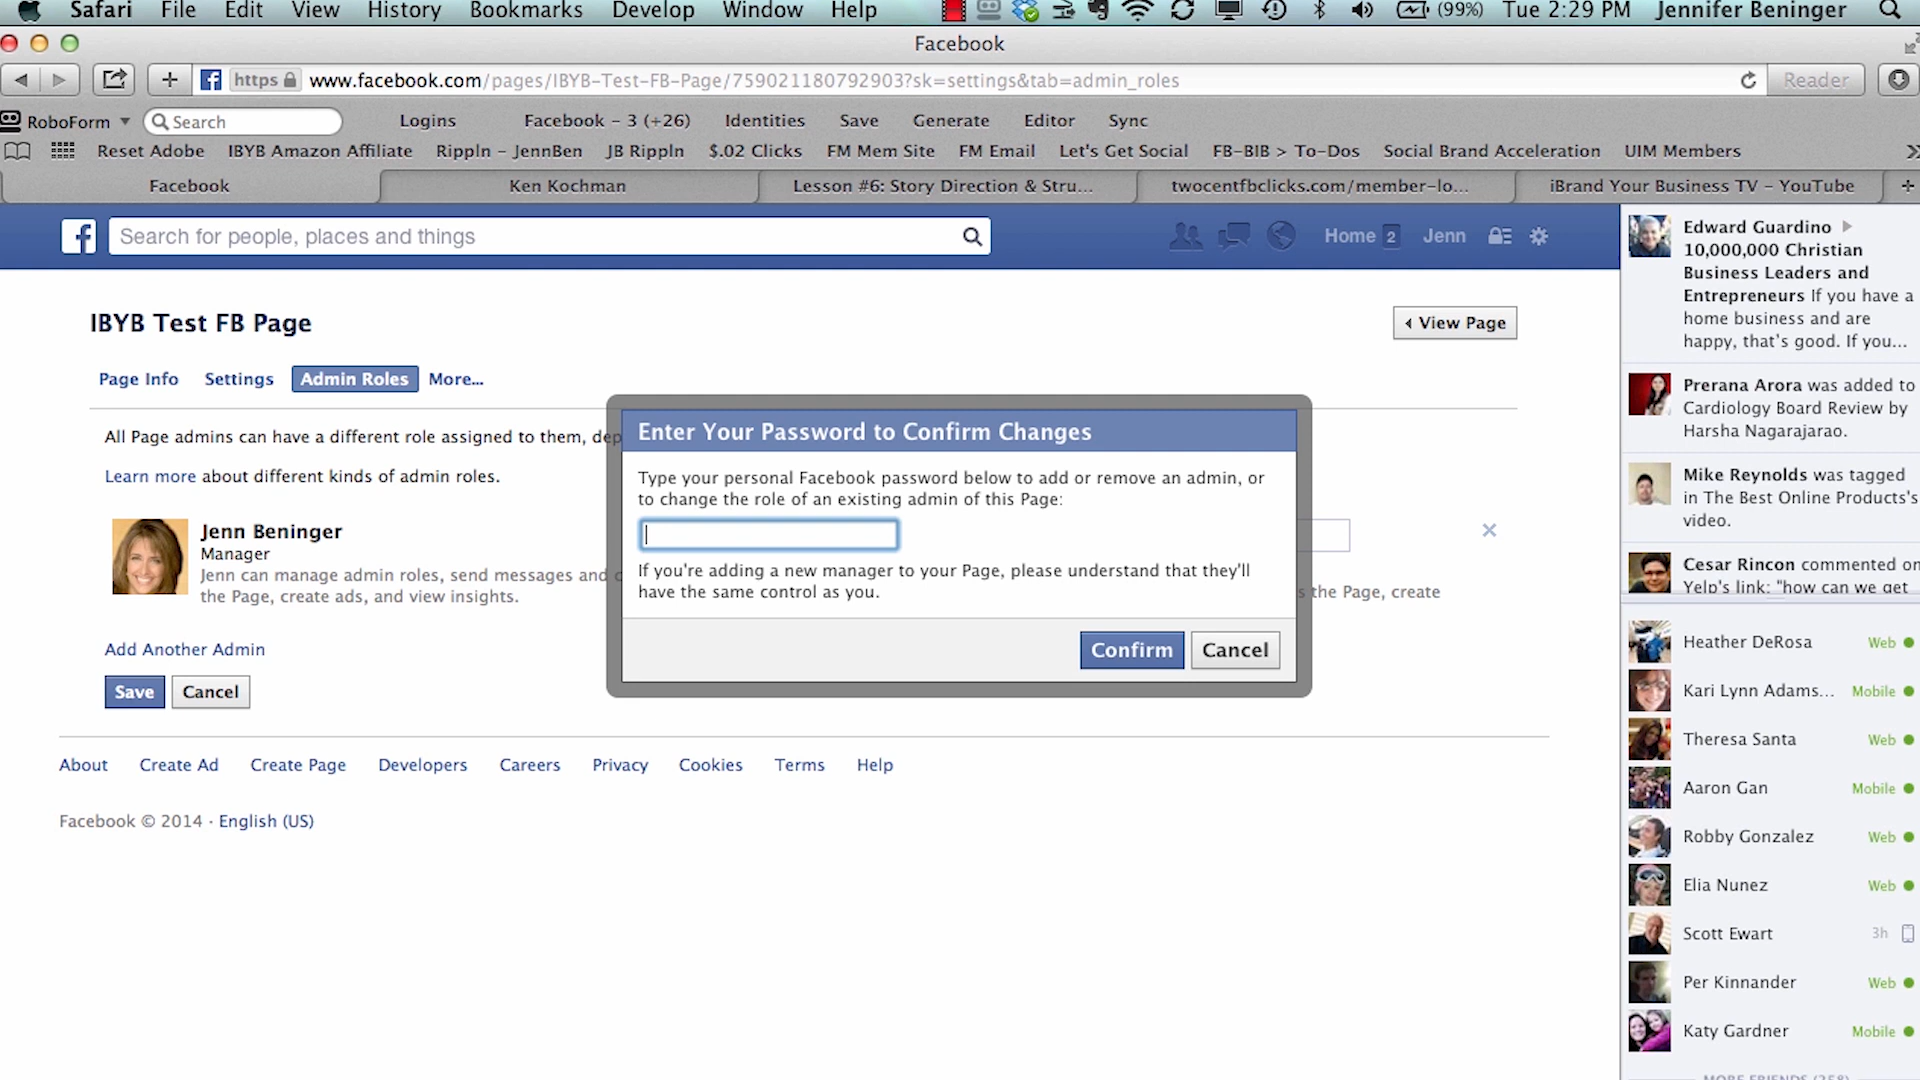 Safari File Edit View History Bookmarks Develop Window Help (99%) Tue 2:29 PM Jennifer Beninger
Facebook
https www.facebook.com/pages/IBYB-Test-FB-Page/759021180792903?sk=settings&tab=admin_roles Reader
RoboForm Search Logins Facebook - 3 (+26) Identities Save Generate Editor Sync
Reset Adobe IBYB Amazon Affiliate Rippln - JennBen JB Rippln $.02 Clicks FM Mem Site FM Email Let's Get Social FB-BIB > To-Dos Social Brand Acceleration UIM Members
Facebook Ken Kochman Lesson #6: Story Direction & Stru... twocentfbclicks.com/member-lo... iBrand Your Business TV - YouTube
Search for people, places and things Home 2 Jenn
IBYB Test FB Page
View Page
Page Info Settings Admin Roles More...
All Page admins can have a different role assigned to them, dep
Learn more about different kinds of admin roles.
Jenn Beninger
Manager
Jenn can manage admin roles, send messages and c
the Page, create ads, and view insights.
s the Page, create
Add Another Admin
Save Cancel
Enter Your Password to Confirm Changes
Type your personal Facebook password below to add or remove an admin, or
to change the role of an existing admin of this Page:
If you're adding a new manager to your Page, please understand that they'll
have the same control as you.
Confirm Cancel
About Create Ad Create Page Developers Careers Privacy Cookies Terms Help
Facebook © 2014 · English (US)
Edward Guardino
10,000,000 Christian
Business Leaders and
Entrepreneurs If you have a
home business and are
happy, that's good. If you...
Prerana Arora was added to
Cardiology Board Review by
Harsha Nagarajarao.
Mike Reynolds was tagged
in The Best Online Products's
video.
Cesar Rincon commented on
Yelp's link: "how can we get
Heather DeRosa Web
Kari Lynn Adams... Mobile
Theresa Santa Web
Aaron Gan Mobile
Robby Gonzalez Web
Elia Nunez Web
Scott Ewart 3h
Per Kinnander Web
Katy Gardner Mobile
MORE FRIENDS